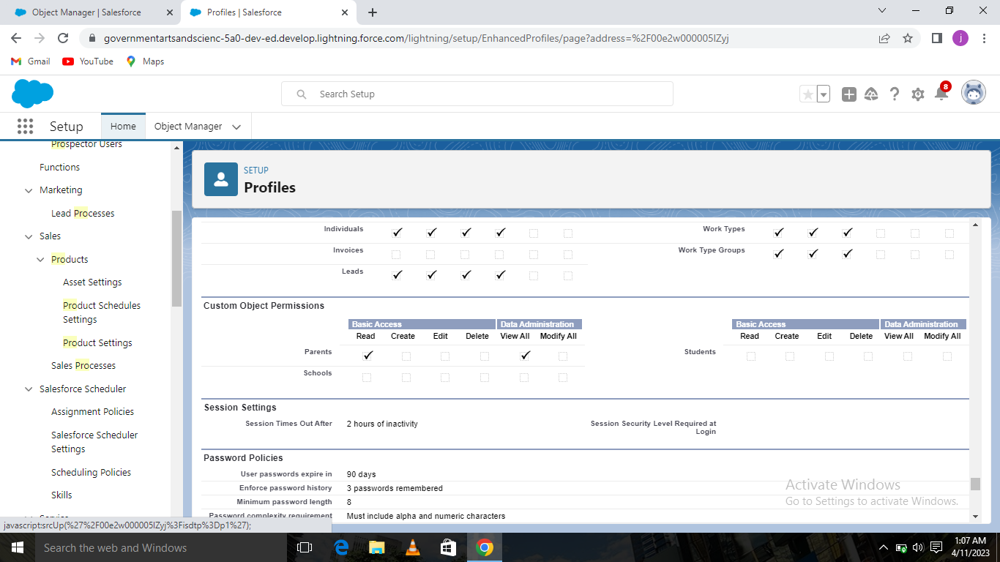 Object Manager | Salesforce
Profiles | Salesforce
governmentartsandscienc-5a0-dev-ed.develop.lightning.force.com/lightning/setup/EnhancedProfiles/page?address=%2F00e2w000005lZyj
j
Gmail
YouTube
Maps
Search Setup
8
Setup
Home
Object Manager
Prospector Users
Functions
Marketing
Lead Processes
Sales
Products
Asset Settings
Product Schedules
Settings
Product Settings
Sales Processes
Salesforce Scheduler
Assignment Policies
Salesforce Scheduler
Settings
Scheduling Policies
Skills
Service
SETUP
Profiles
Individuals
Work Types
Invoices
Work Type Groups
Leads
Custom Object Permissions
Basic Access Data Administration
Basic Access Data Administration
Read Create Edit Delete View All Modify All
Read Create Edit Delete View All Modify All
Parents
Students
Schools
Session Settings
Session Times Out After 2 hours of inactivity
Session Security Level Required at
Login
Password Policies
User passwords expire in 90 days
Enforce password history 3 passwords remembered
Minimum password length 8
Password complexity requirement Must include alpha and numeric characters
Activate Windows
Go to Settings to activate Windows.
javascript:srcUp(%27%2F00e2w000005lZyj%3Fisdtp%3Dp1%27);
Search the web and Windows
1:07 AM
4/11/2023